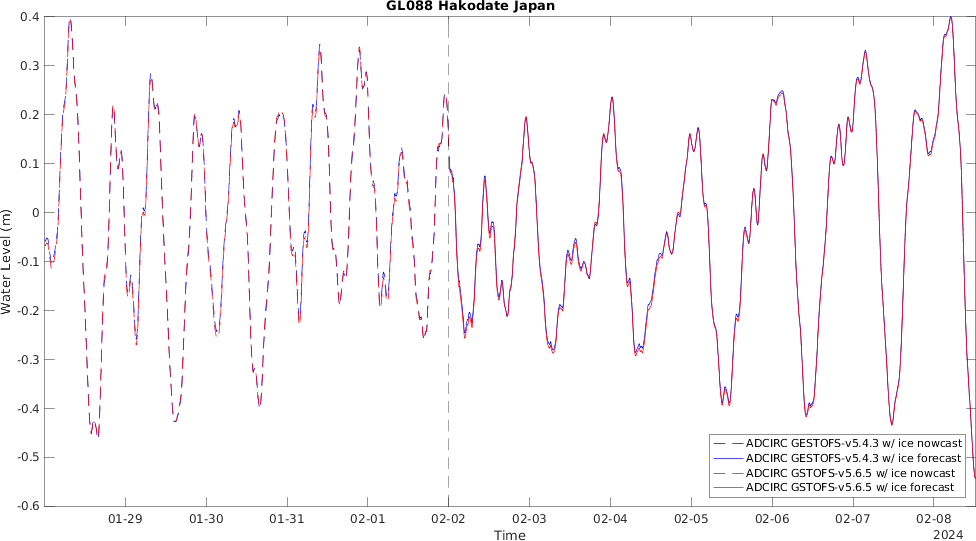 GL088 Hakodate Japan
0.4
0.3
0.2
0.1
0
-0.1
-0.2
-0.3
-0.4
-0.5
-0.6
Water Level (m)
ADCIRC GESTOFS-v5.4.3 w/ ice nowcast
ADCIRC GESTOFS-v5.4.3 w/ ice forecast
ADCIRC GSTOFS-v5.6.5 w/ ice nowcast
ADCIRC GSTOFS-v5.6.5 w/ ice forecast
01-29 01-30 01-31 02-01 02-02 02-03 02-04 02-05 02-06 02-07 02-08
Time
2024